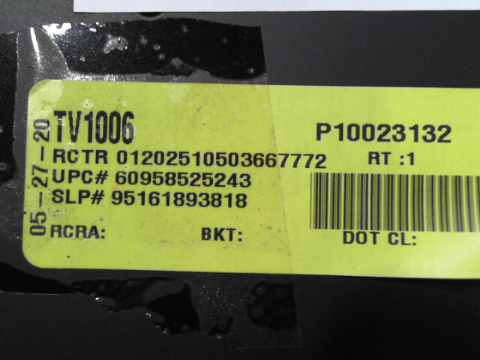 05-27-20
TV1006 P10023132
RCTR 01202510503667772 RT :1
UPC# 60958525243
SLP# 95161893818
RCRA: BKT: DOT CL: